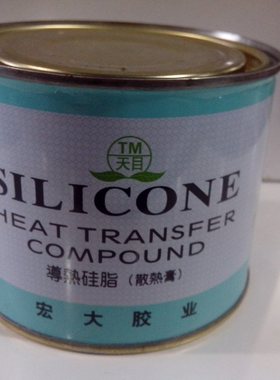 TM
天目
SILICONE
HEAT TRANSFER
COMPOUND
導熱硅脂（散熱膏）
宏大胶业